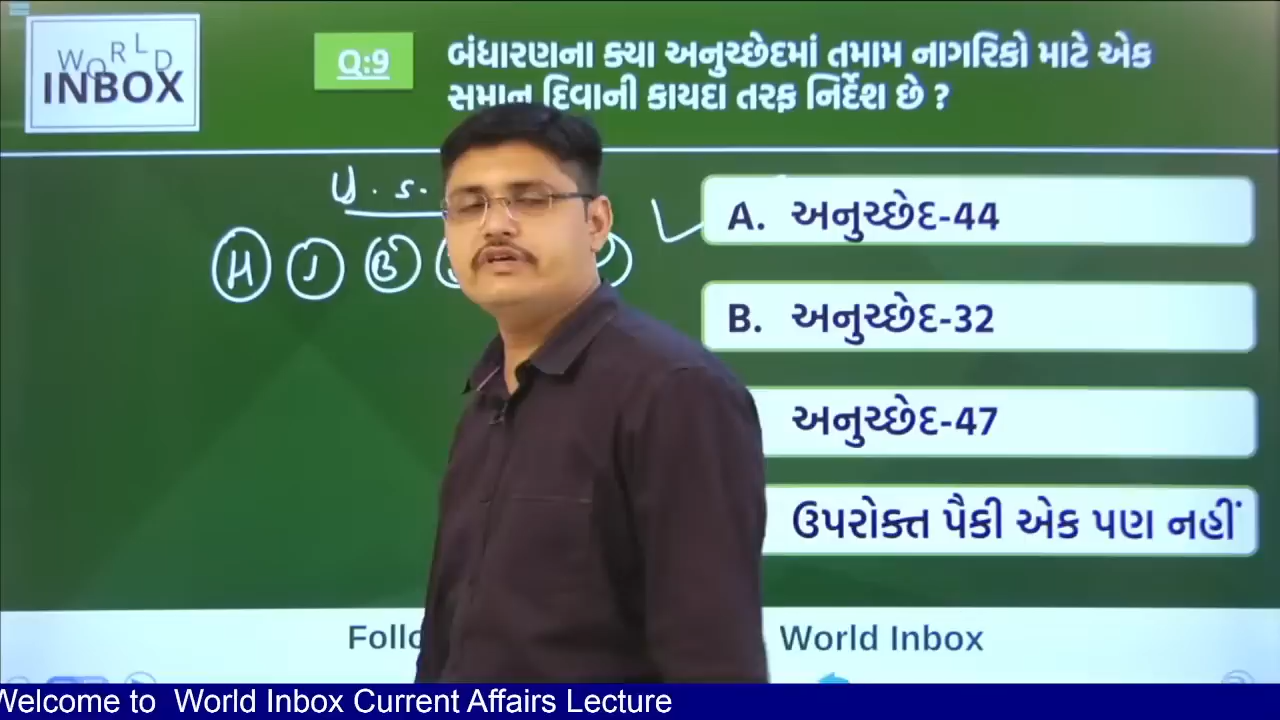 WORLD
INBOX
Q:9
બંધારણના ક્યા અનુચ્છેદમાં તમામ નાગરિકો માટે એક
સમાન દિવાની કાયદા તરફ નિર્દેશ છે ?
U. S.
H J B
A. અનુચ્છેદ-44
B. અનુચ્છેદ-32
અનુચ્છેદ-47
ઉપરોક્ત પૈકી એક પણ નહીં
World Inbox
Welcome to World Inbox Current Affairs Lecture